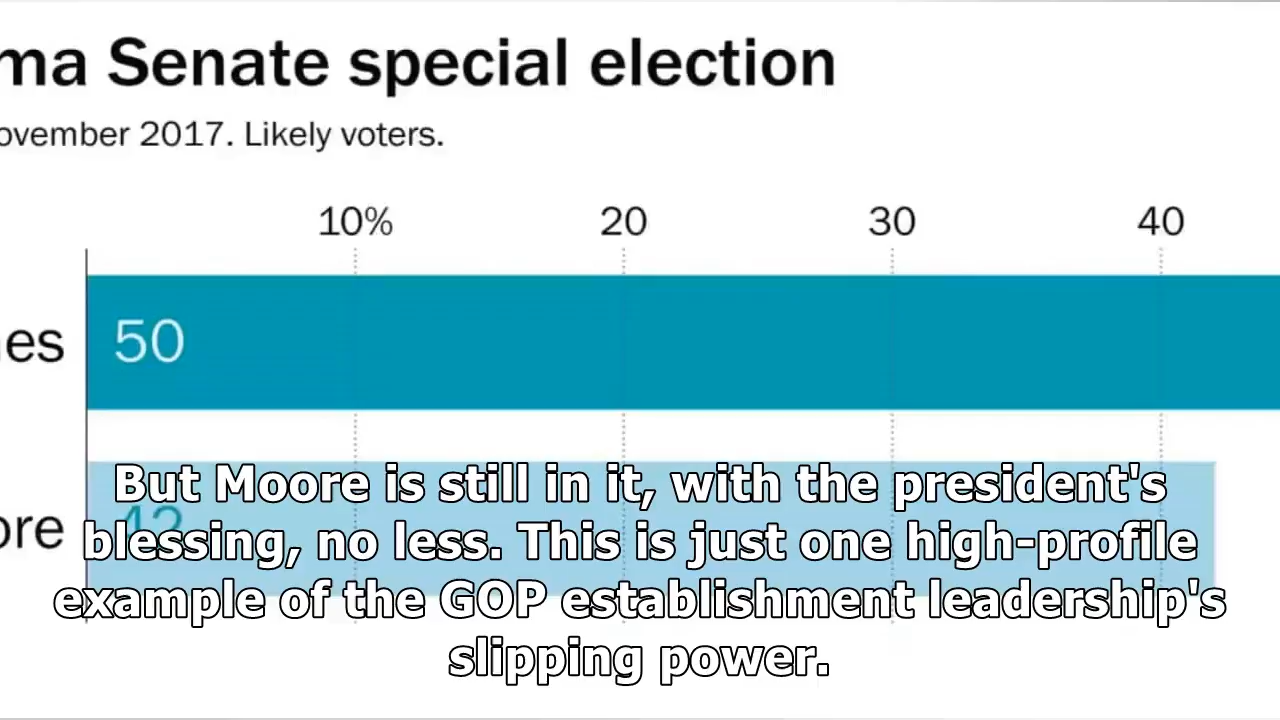 ma Senate special election
ovember 2017. Likely voters.
10% 20 30 40
es 50
ore 42
But Moore is still in it, with the president's
blessing, no less. This is just one high-profile
example of the GOP establishment leadership's
slipping power.